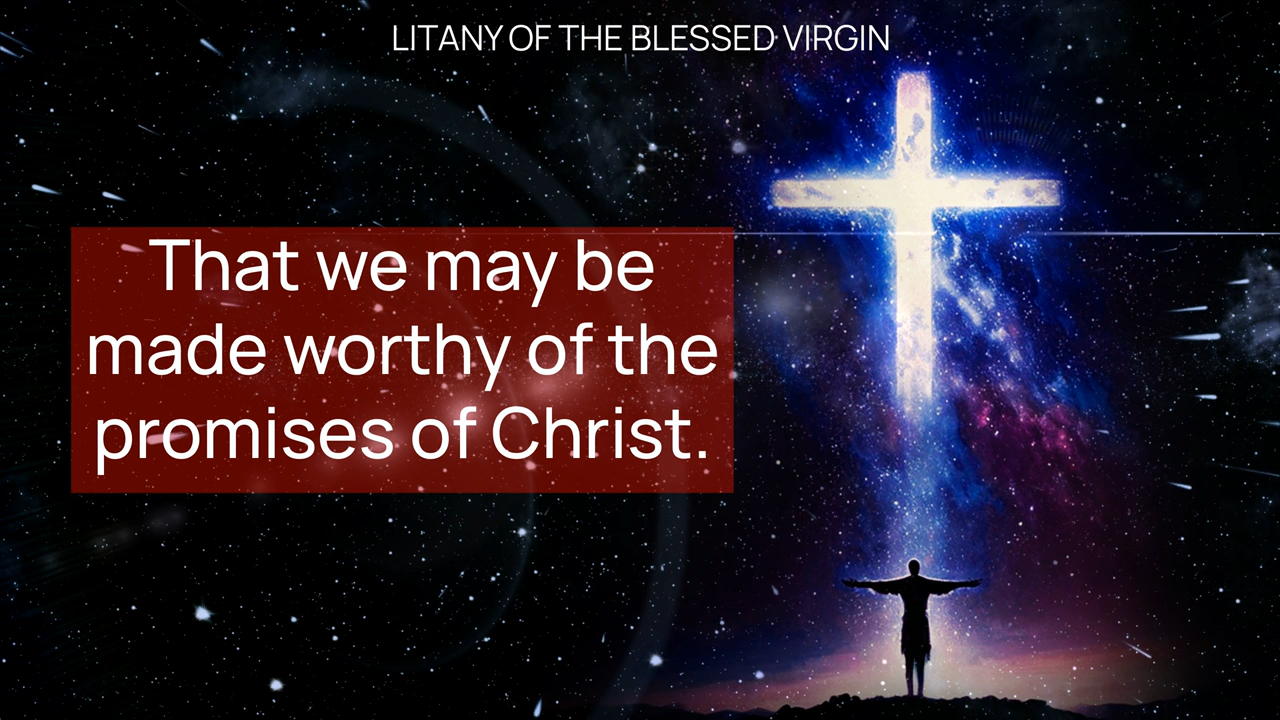 LITANY OF THE BLESSED VIRGIN
That we may be
made worthy of the
promises of Christ.